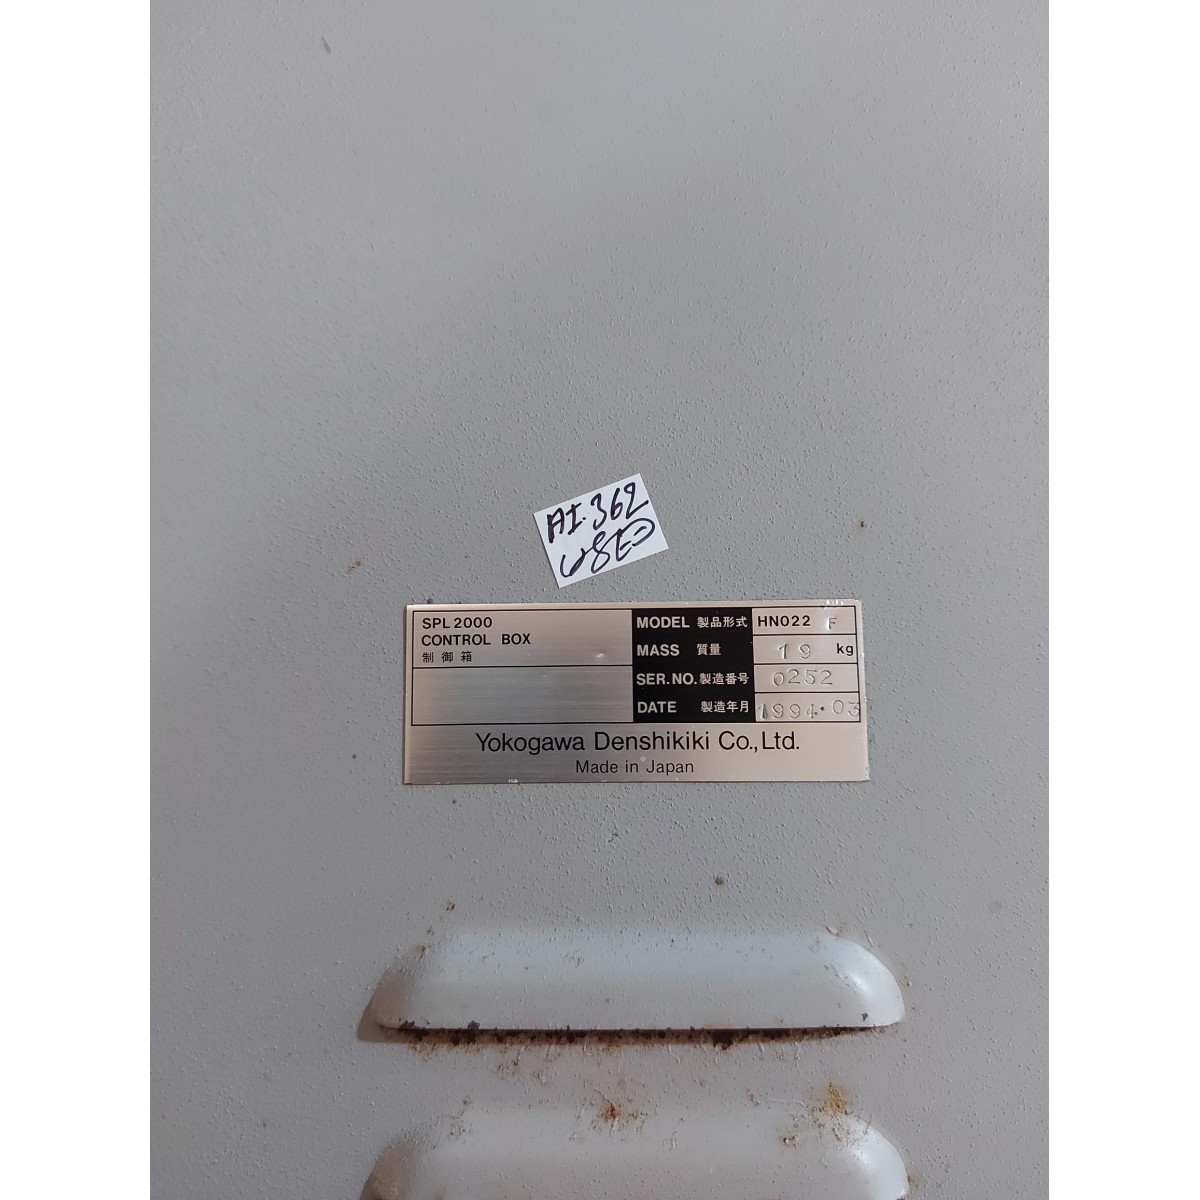 AI.362
USED
SPL 2000
CONTROL BOX
制御箱
MODEL 製品形式 HN022 F
MASS 質量 19 kg
SER.NO. 製造番号 0252
DATE 製造年月 1994.03
Yokogawa Denshikiki Co.,Ltd.
Made in Japan